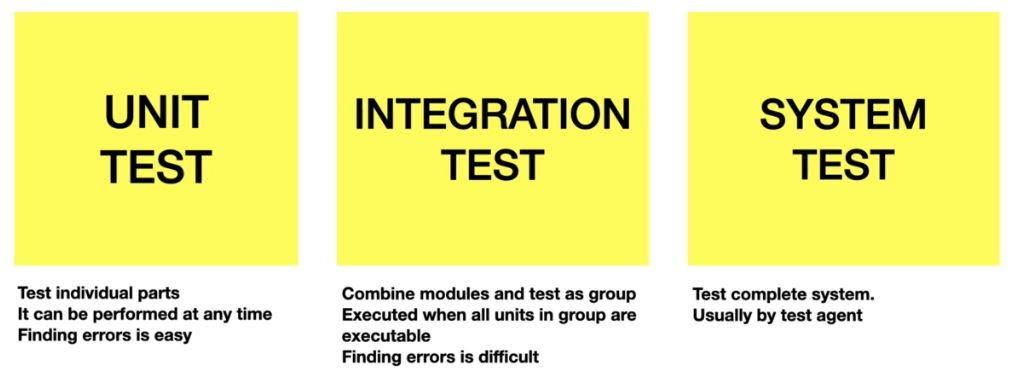 UNIT
TEST
Test individual parts
It can be performed at any time
Finding errors is easy
INTEGRATION
TEST
Combine modules and test as group
Executed when all units in group are
executable
Finding errors is difficult
SYSTEM
TEST
Test complete system.
Usually by test agent